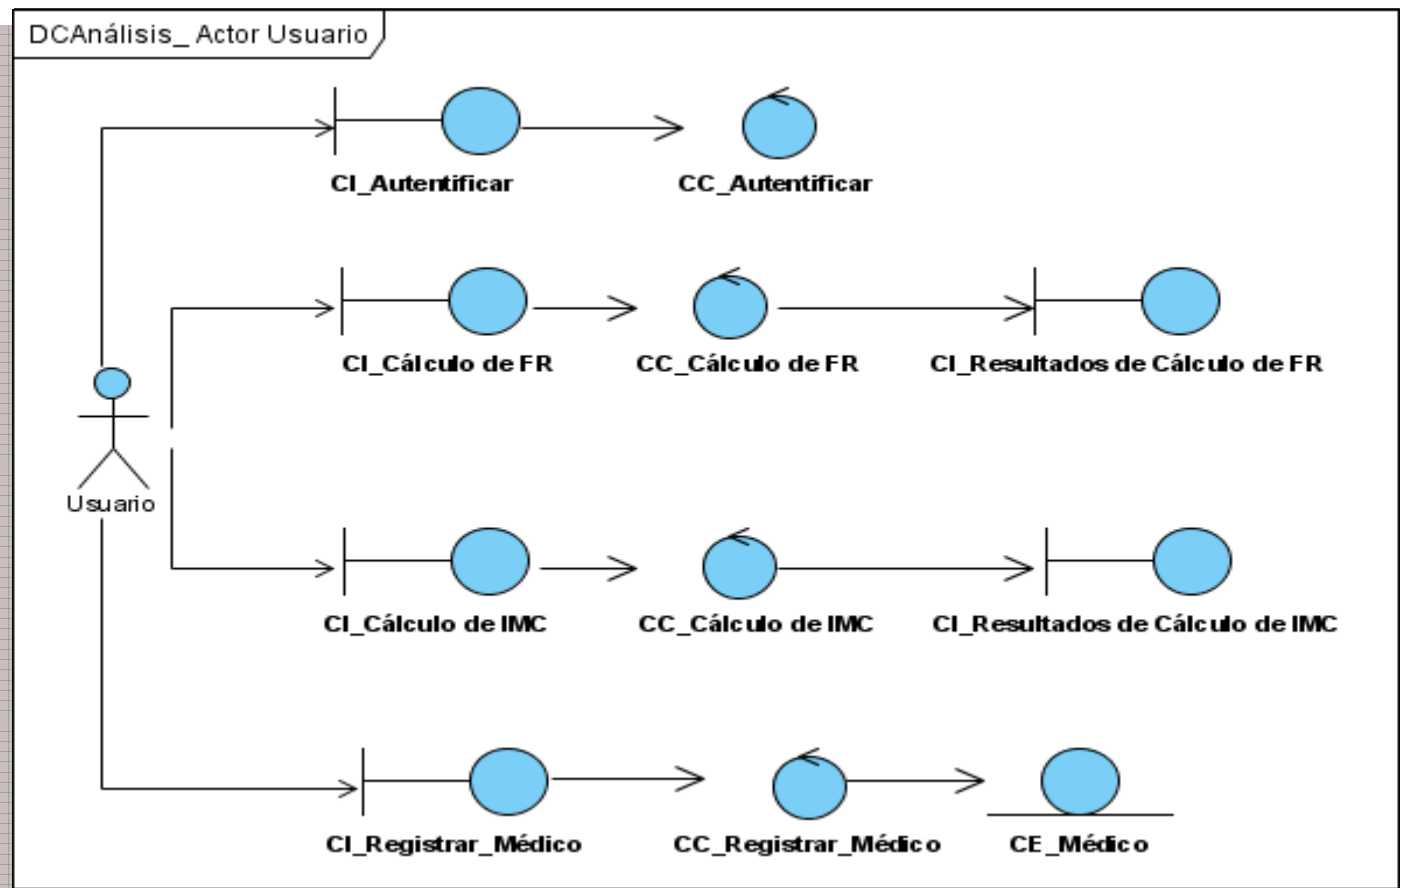 DCAnálisis_ Actor Usuario
CI_Autentificar
CC_Autentificar
CI_Cálculo de FR
CC_Cálculo de FR
CI_Resultados de Cálculo de FR
Usuario
CI_Cálculo de IMC
CC_Cálculo de IMC
CI_Resultados de Cálculo de IMC
CI_Registrar_Médico
CC_Registrar_Médico
CE_Médico